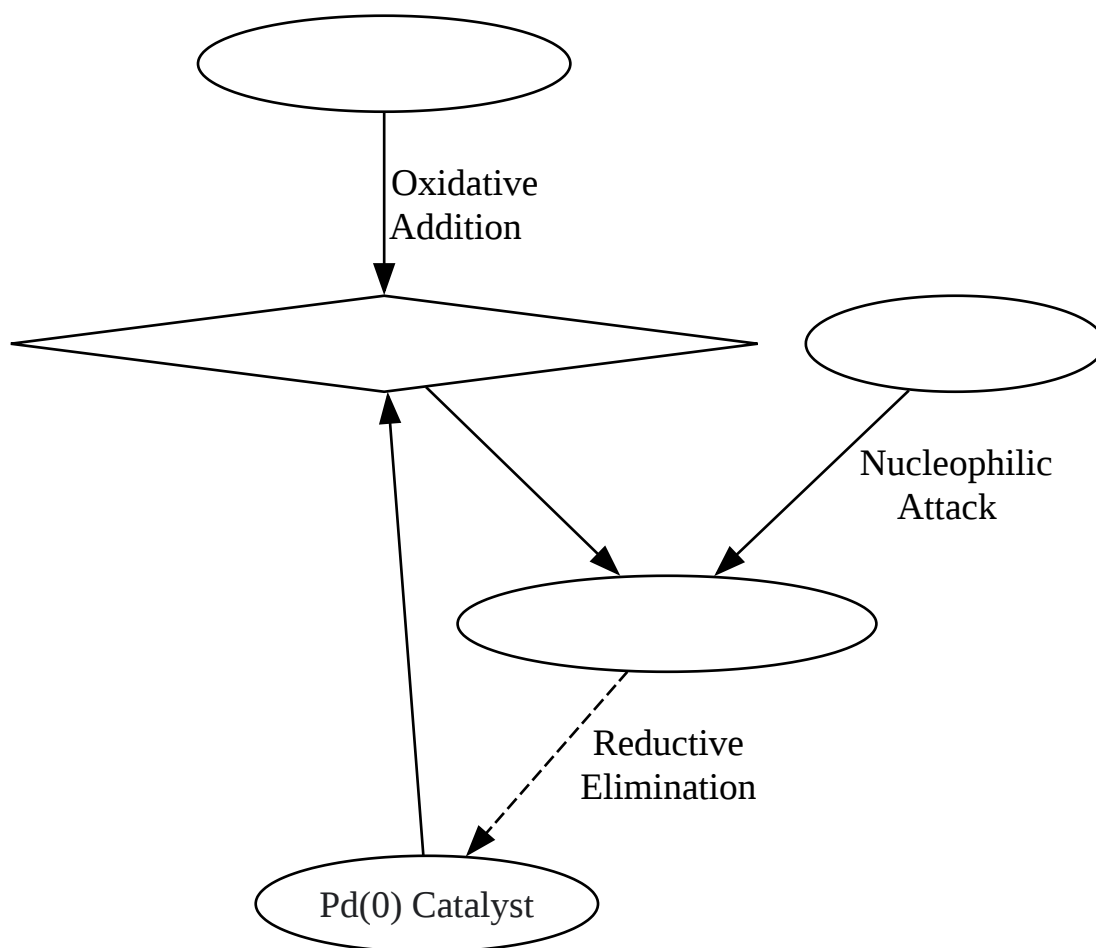 Oxidative
Addition
Nucleophilic
Attack
Reductive
Elimination
Pd(0) Catalyst